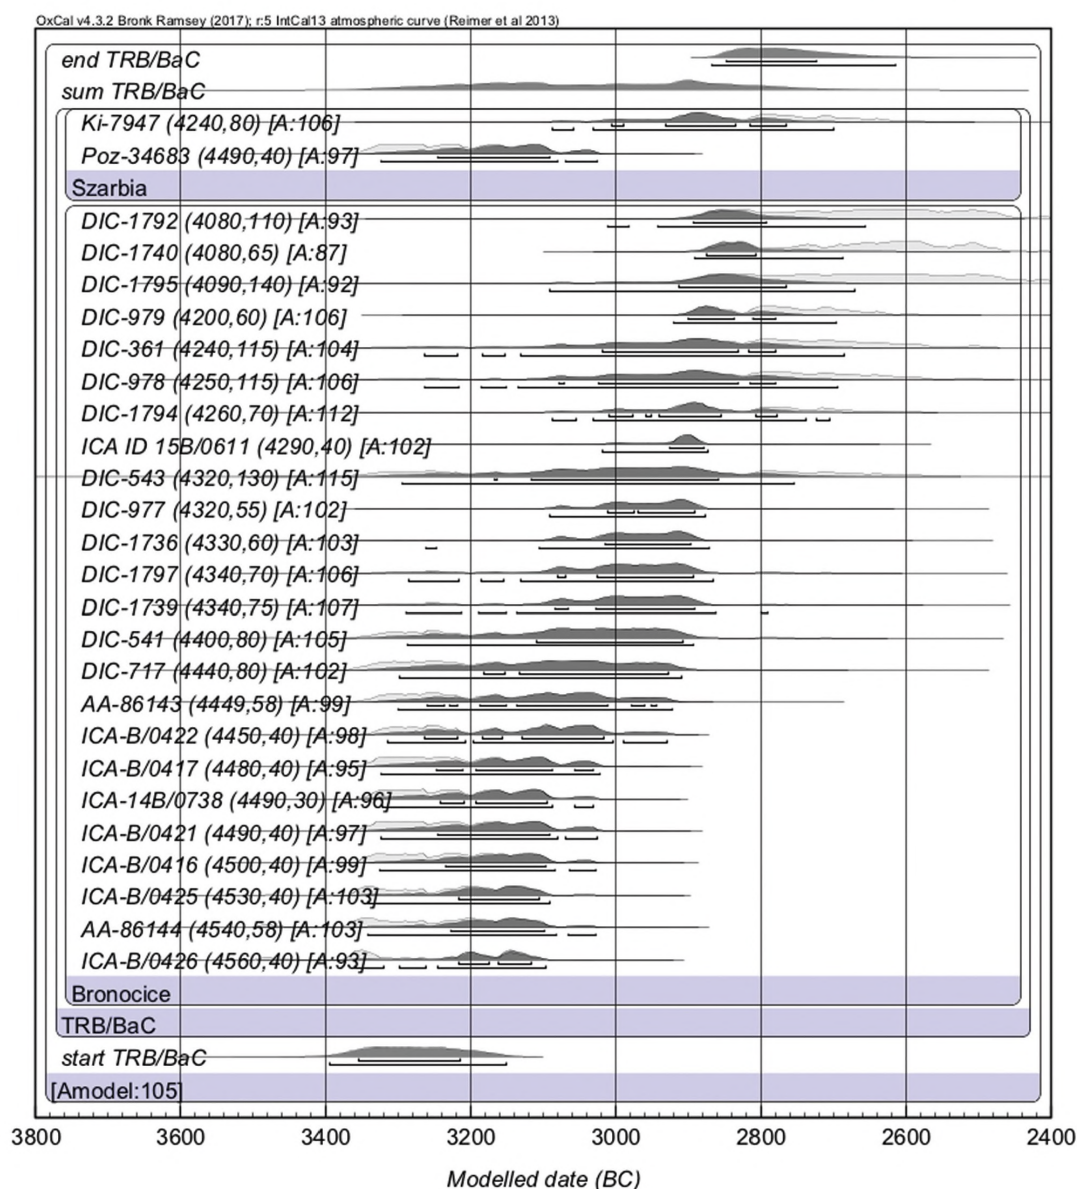 OxCal v4.3.2 Bronk Ramsey (2017); r:5 IntCal13 atmospheric curve (Reimer et al 2013)
end TRB/BaC
sum TRB/BaC
Ki-7947 (4240,80) [A:106]
Poz-34683 (4490,40) [A:97]
Szarbia
DIC-1792 (4080,110) [A:93]
DIC-1740 (4080,65) [A:87]
DIC-1795 (4090,140) [A:92]
DIC-979 (4200,60) [A:106]
DIC-361 (4240,115) [A:104]
DIC-978 (4250,115) [A:106]
DIC-1794 (4260,70) [A:112]
ICA ID 15B/0611 (4290,40) [A:102]
DIC-543 (4320,130) [A:115]
DIC-977 (4320,55) [A:102]
DIC-1736 (4330,60) [A:103]
DIC-1797 (4340,70) [A:106]
DIC-1739 (4340,75) [A:107]
DIC-541 (4400,80) [A:105]
DIC-717 (4440,80) [A:102]
AA-86143 (4449,58) [A:99]
ICA-B/0422 (4450,40) [A:98]
ICA-B/0417 (4480,40) [A:95]
ICA-14B/0738 (4490,30) [A:96]
ICA-B/0421 (4490,40) [A:97]
ICA-B/0416 (4500,40) [A:99]
ICA-B/0425 (4530,40) [A:103]
AA-86144 (4540,58) [A:103]
ICA-B/0426 (4560,40) [A:93]
Bronocice
TRB/BaC
start TRB/BaC
[Amodel:105]
3800 3600 3400 3200 3000 2800 2600 2400
Modelled date (BC)